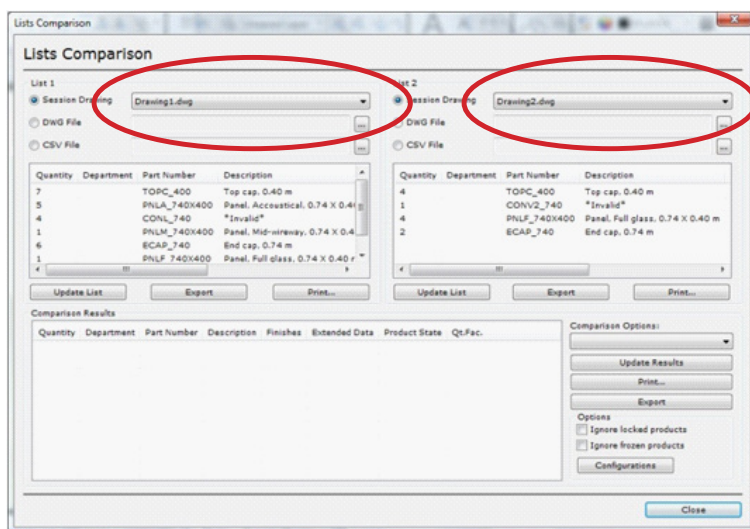 Lists Comparison
Lists Comparison
List 1
Session Drawing Drawing1.dwg
DWG File ...
CSV File ...
Quantity Department Part Number Description
7 TOPC_400 Top cap, 0.40 m
5 PNLA_740X400 Panel, Accoustical, 0.74 X 0.4
4 CONL_740 *Invalid*
1 PNLM_740X400 Panel, Mid-wireway, 0.74 X 0.4
6 ECAP_740 End cap, 0.74 m
1 PNLF_740X400 Panel, Full glass, 0.74 X 0.40 r
Update List Export Print...
List 2
Session Drawing Drawing2.dwg
DWG File ...
CSV File ...
Quantity Department Part Number Description
4 TOPC_400 Top cap, 0.40 m
1 CONV2_740 *Invalid*
4 PNLF_740X400 Panel, Full glass, 0.74 X 0.40 m
2 ECAP_740 End cap, 0.74 m
Update List Export Print...
Comparison Results
Quantity Department Part Number Description Finishes Extended Data Product State Qt.Fac.
Comparison Options:
Update Results
Print...
Export
Options
Ignore locked products
Ignore frozen products
Configurations
Close